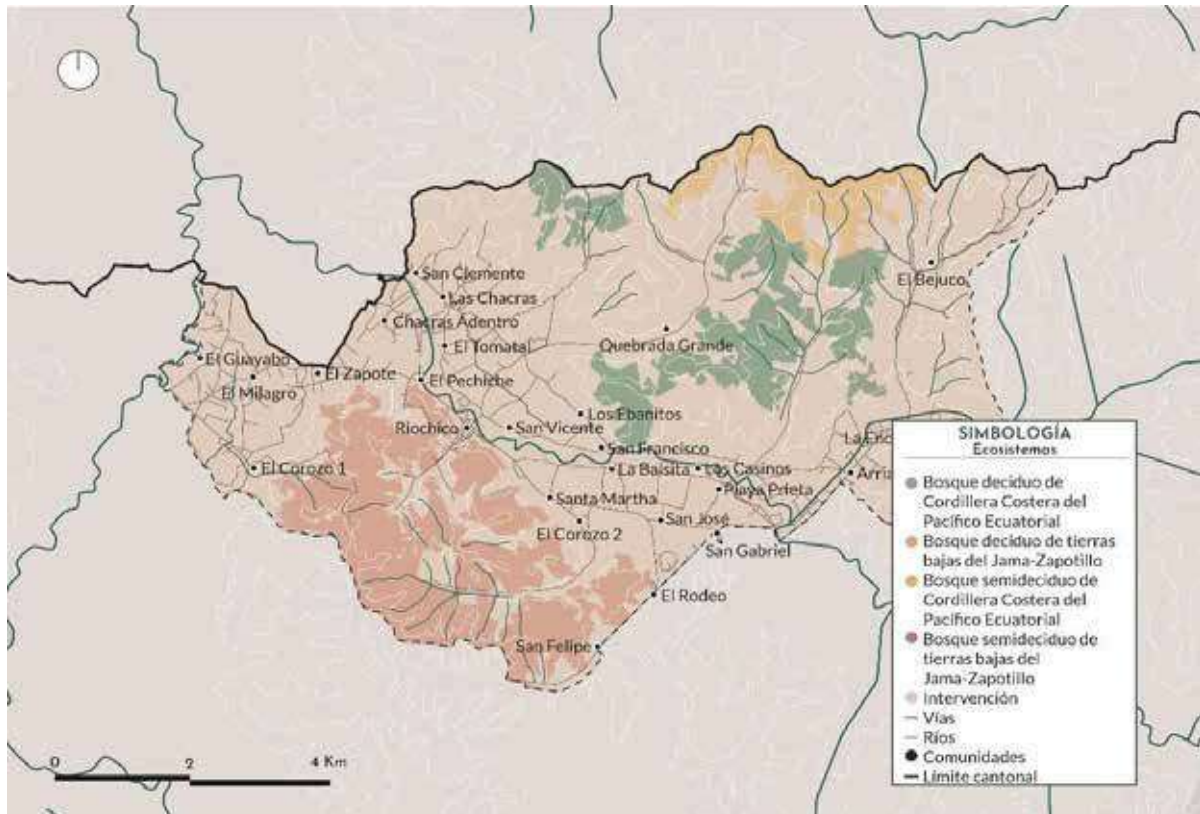 San Clemente
Las Chacras
Chacras Adentro
El Bejuco
El Tomatal
Quebrada Grande
El Guayabo
El Zapote
El Pechiche
El Milagro
Los Ebanitos
Riochico
San Vicente
San Francisco
El Corozo 1
La Balsita
Los Casinos
Playa Prieta
Santa Martha
San José
El Corozo 2
San Gabriel
El Rodeo
San Felipe
0 2 4 Km
SIMBOLOGÍA
Ecosistemos
Bosque deciduo de
Cordillera Costera del
Pacífico Ecuatorial
Bosque deciduo de tierras
bajas del Jama-Zapotillo
Bosque semideciduo de
Cordillera Costera del
Pacífico Ecuatorial
Bosque semideciduo de
tierras bajas del
Jama-Zapotillo
Intervención
Vías
Ríos
Comunidades
Límite cantonal